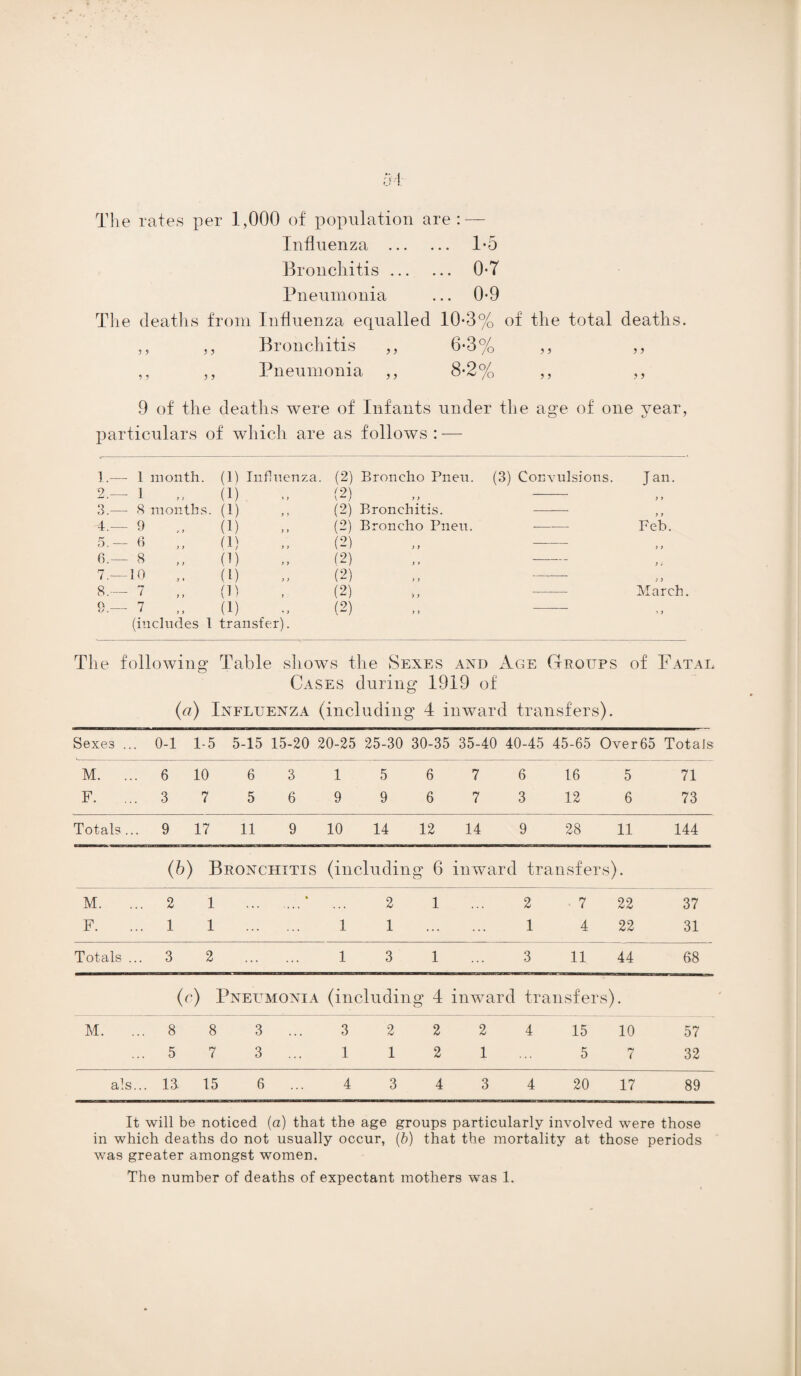 54
The rates per 1,000 of population are : —
Influenza ... ... 1·5
Bronchitis ... ... 0·7
Pneumonia ... 0·9
The deaths from Influenza equalled 10·3% of the total deaths.
,, ,, Bronchitis ,, 6·3% ,, ,,
,, ,, Pneumonia ,, 8·2% ,, ,,
9 of the deaths were of Infants under the age of one year,
particulars of which are as follows : —
1.— 1 month. (1) Influenza. (2) Broncho Pneu. (3) Convulsions. Jan.
2.— 1 ,, (1) ,, (2) ,, —— ,,
3.— 8 months. (1) ,, (2) Bronchitis. —— ,,
4.— 9 ,, (1) ,, (2) Broncho Pneu. —— Feb.
5.— 6 ,, (1) ,, (2) ,, —— ,,
6.— 8 ,, (1) ,, (2) ,, —— ,,
7.—10 ,, (1) ,, (2) ,, —— ,,
8.— 7 ,, (1) , (2) ,, —— March.
9.— 7 ,, (1) ,, (2) ,, —— ,,
(includes 1 transfer).
The following Table shows the Sexes and Age Groups of Fatal
Cases during 1919 of
(a) Influenza (including 4 inward transfers).
Sexes ... 0-1 1-5 5-15 15-20 20-25 25-30 30-35 35-40 40-45 45-65 Over65 Totals
M. ... 6 10 6 3 1 5 6 7 6 16 5 71
F. ... 3 7 5 6 9 9 6 7 3 12 6 73
Totals ... 9 17 11 9 10 14 12 14 9 28 11 144
(b) Bronchitis (including 6 inward transfers).
M. ... 2 1 ... ... ... 2 1 ... 2 7 22 37
F. ... 1 1 ... ... 1 1 ... ... 1 4 22 31
Totals ... 3 2 ... ... 1 3 1 ... 3 11 44 68
(c) Pneumonia (including 4 inward transfers).
M. ... 8 8 3 ... 3 2 2 2 4 15 10 57
... 5 7 3 ... 1 1 2 1 ... 5 7 32
als... 13 15 6 ... 4 3 4 3 4 20 17 89
It will be noticed (a) that the age groups particularly involved were those
in which deaths do not usually occur, (b) that the mortality at those periods
was greater amongst women.
The number of deaths of expectant mothers was 1.